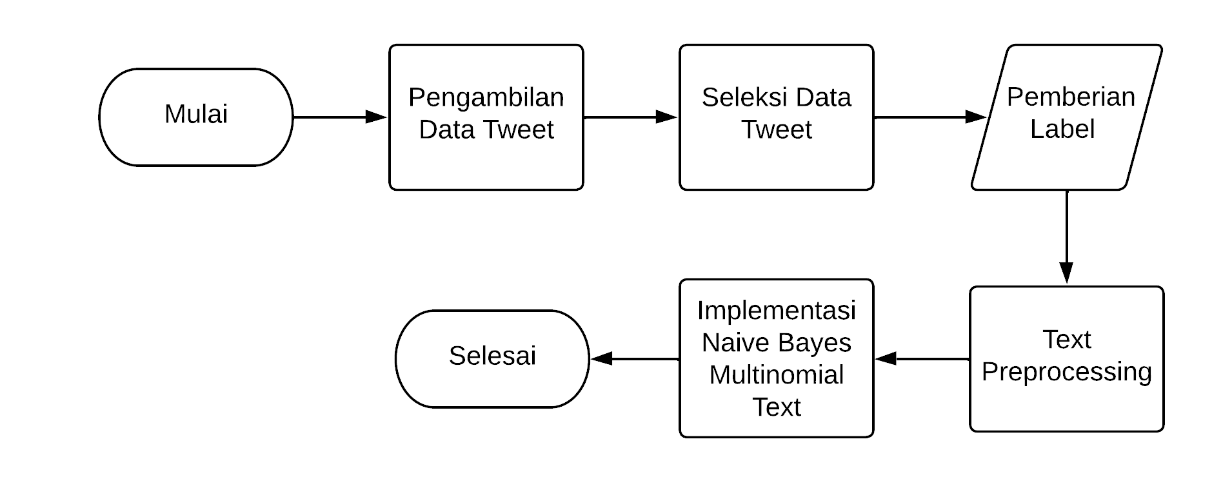 Mulai
Pengambilan
Data Tweet
Seleksi Data
Tweet
Pemberian
Label
Text
Preprocessing
Implementasi
Naive Bayes
Multinomial
Text
Selesai